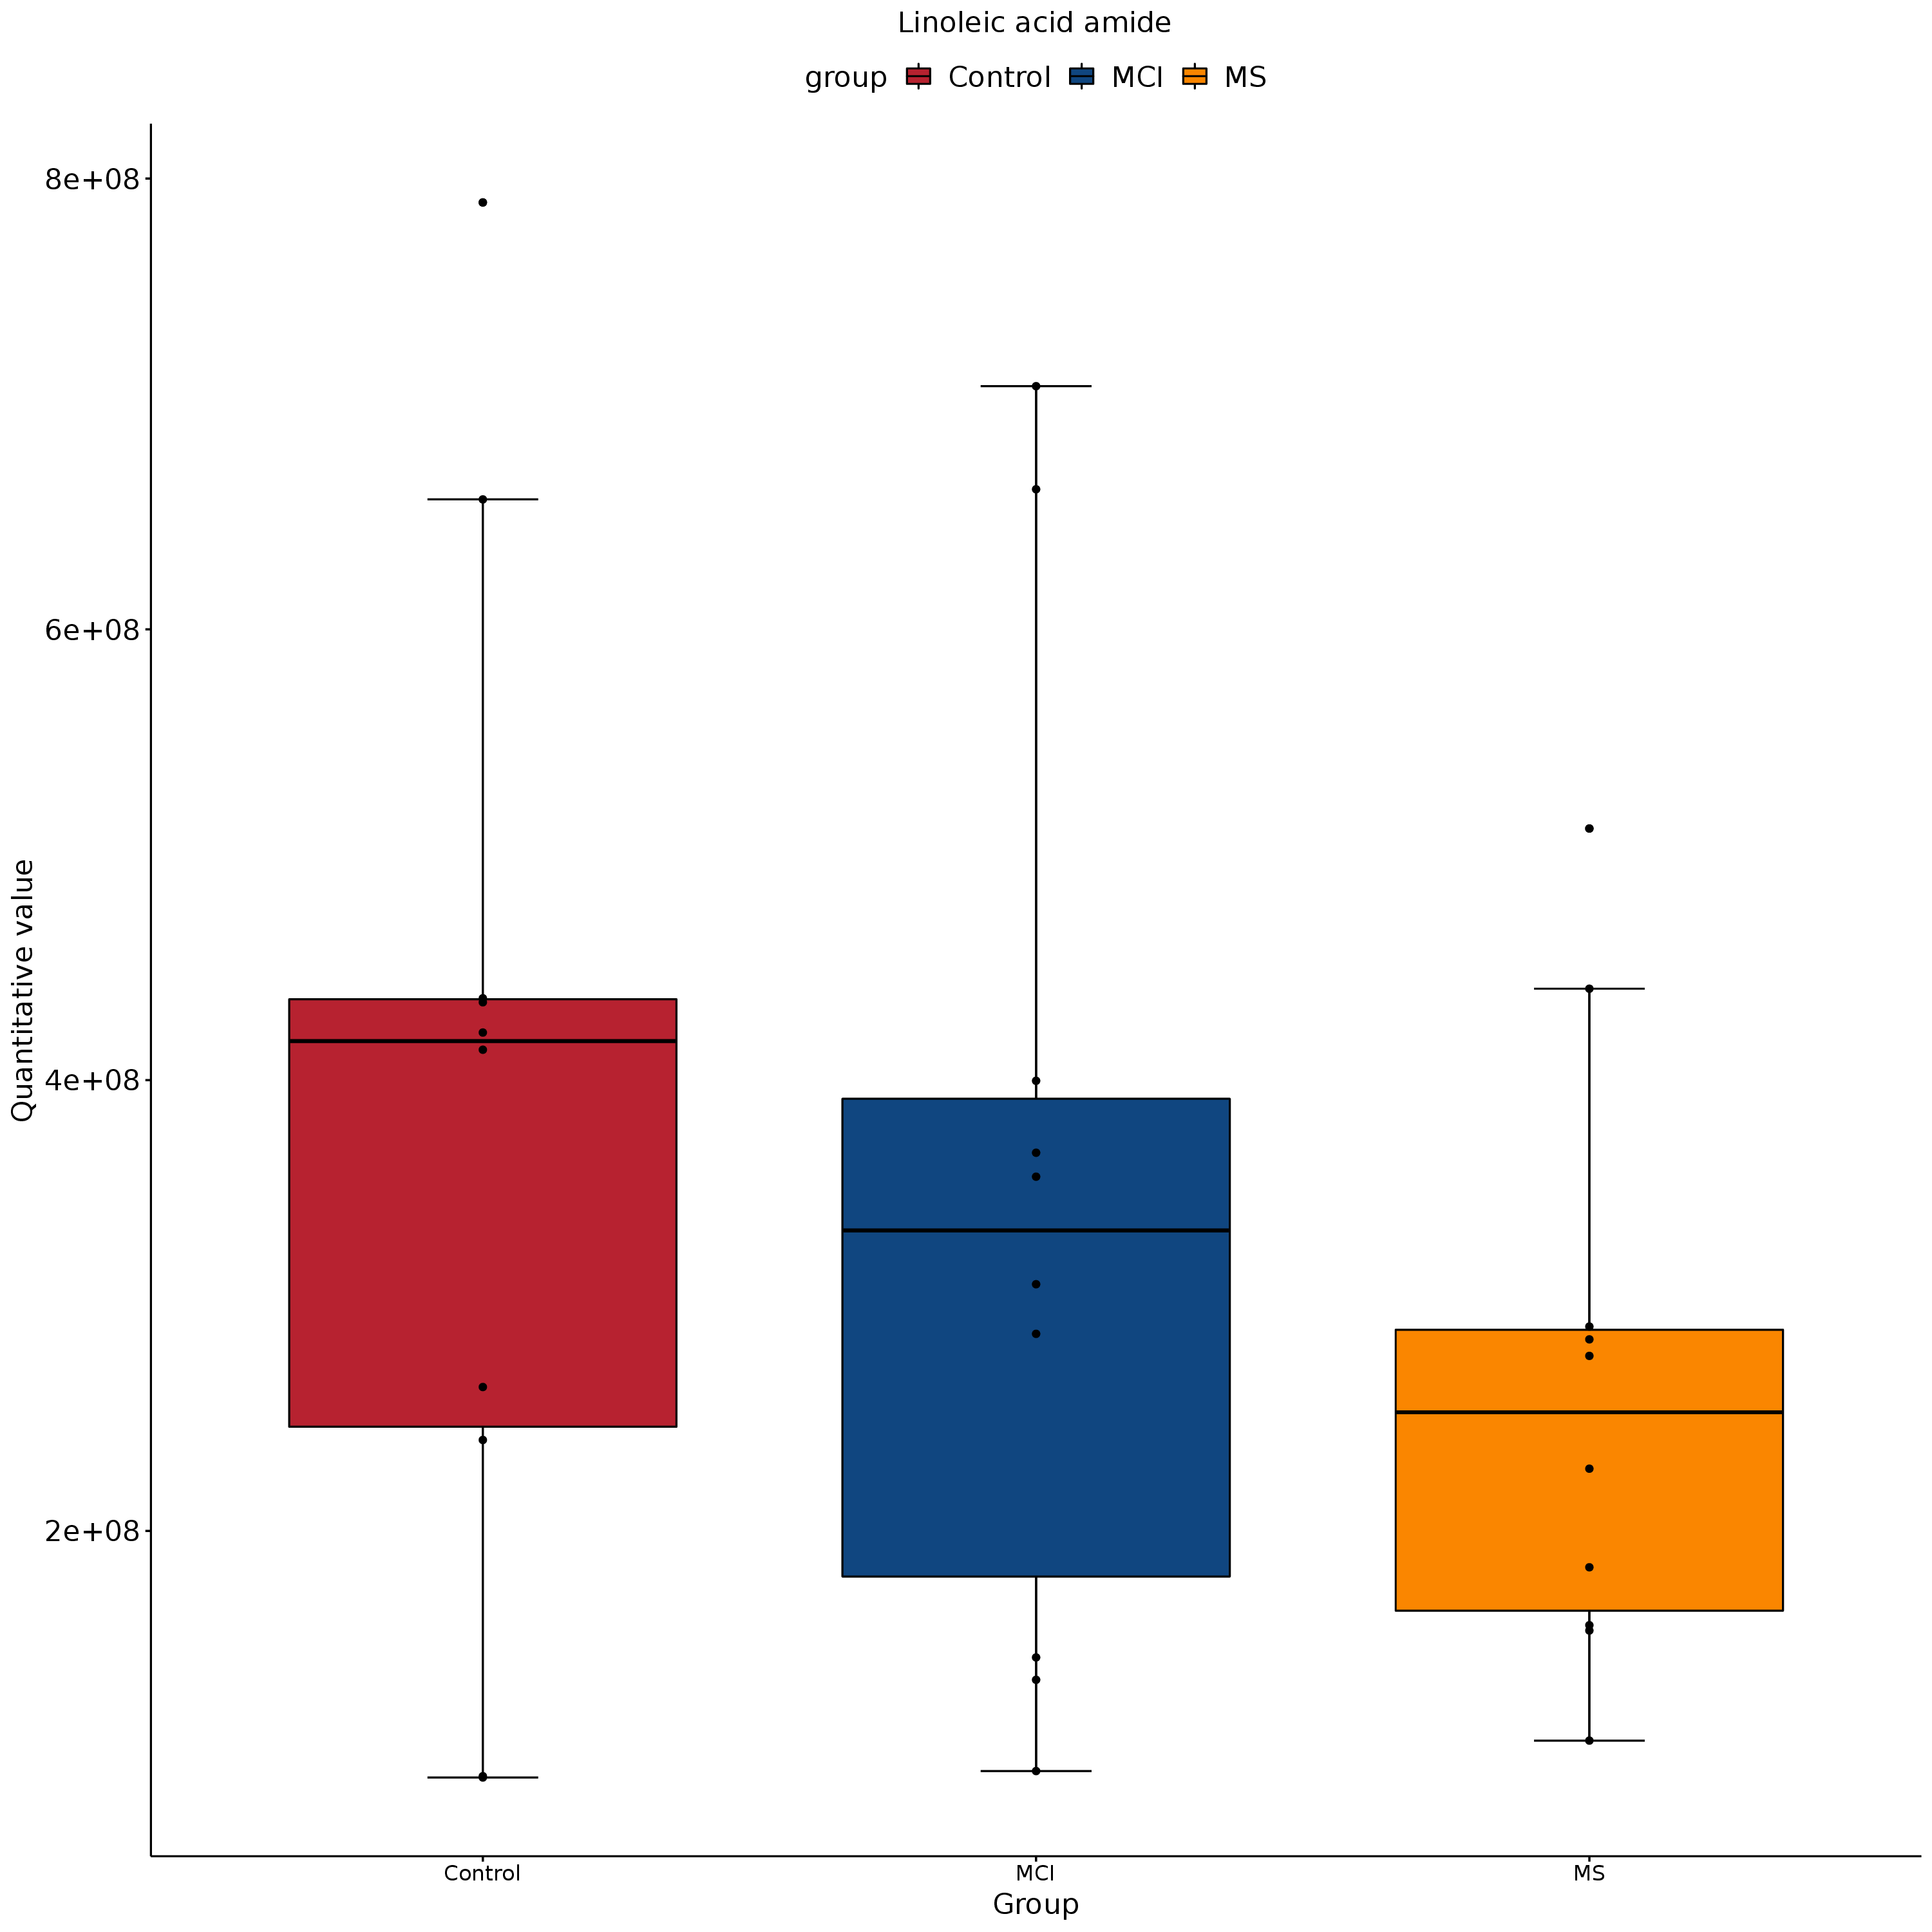 Linoleic acid amide
group Control MCI MS
8e+08
6e+08
4e+08
2e+08
Quantitative value
Control MCI MS
Group